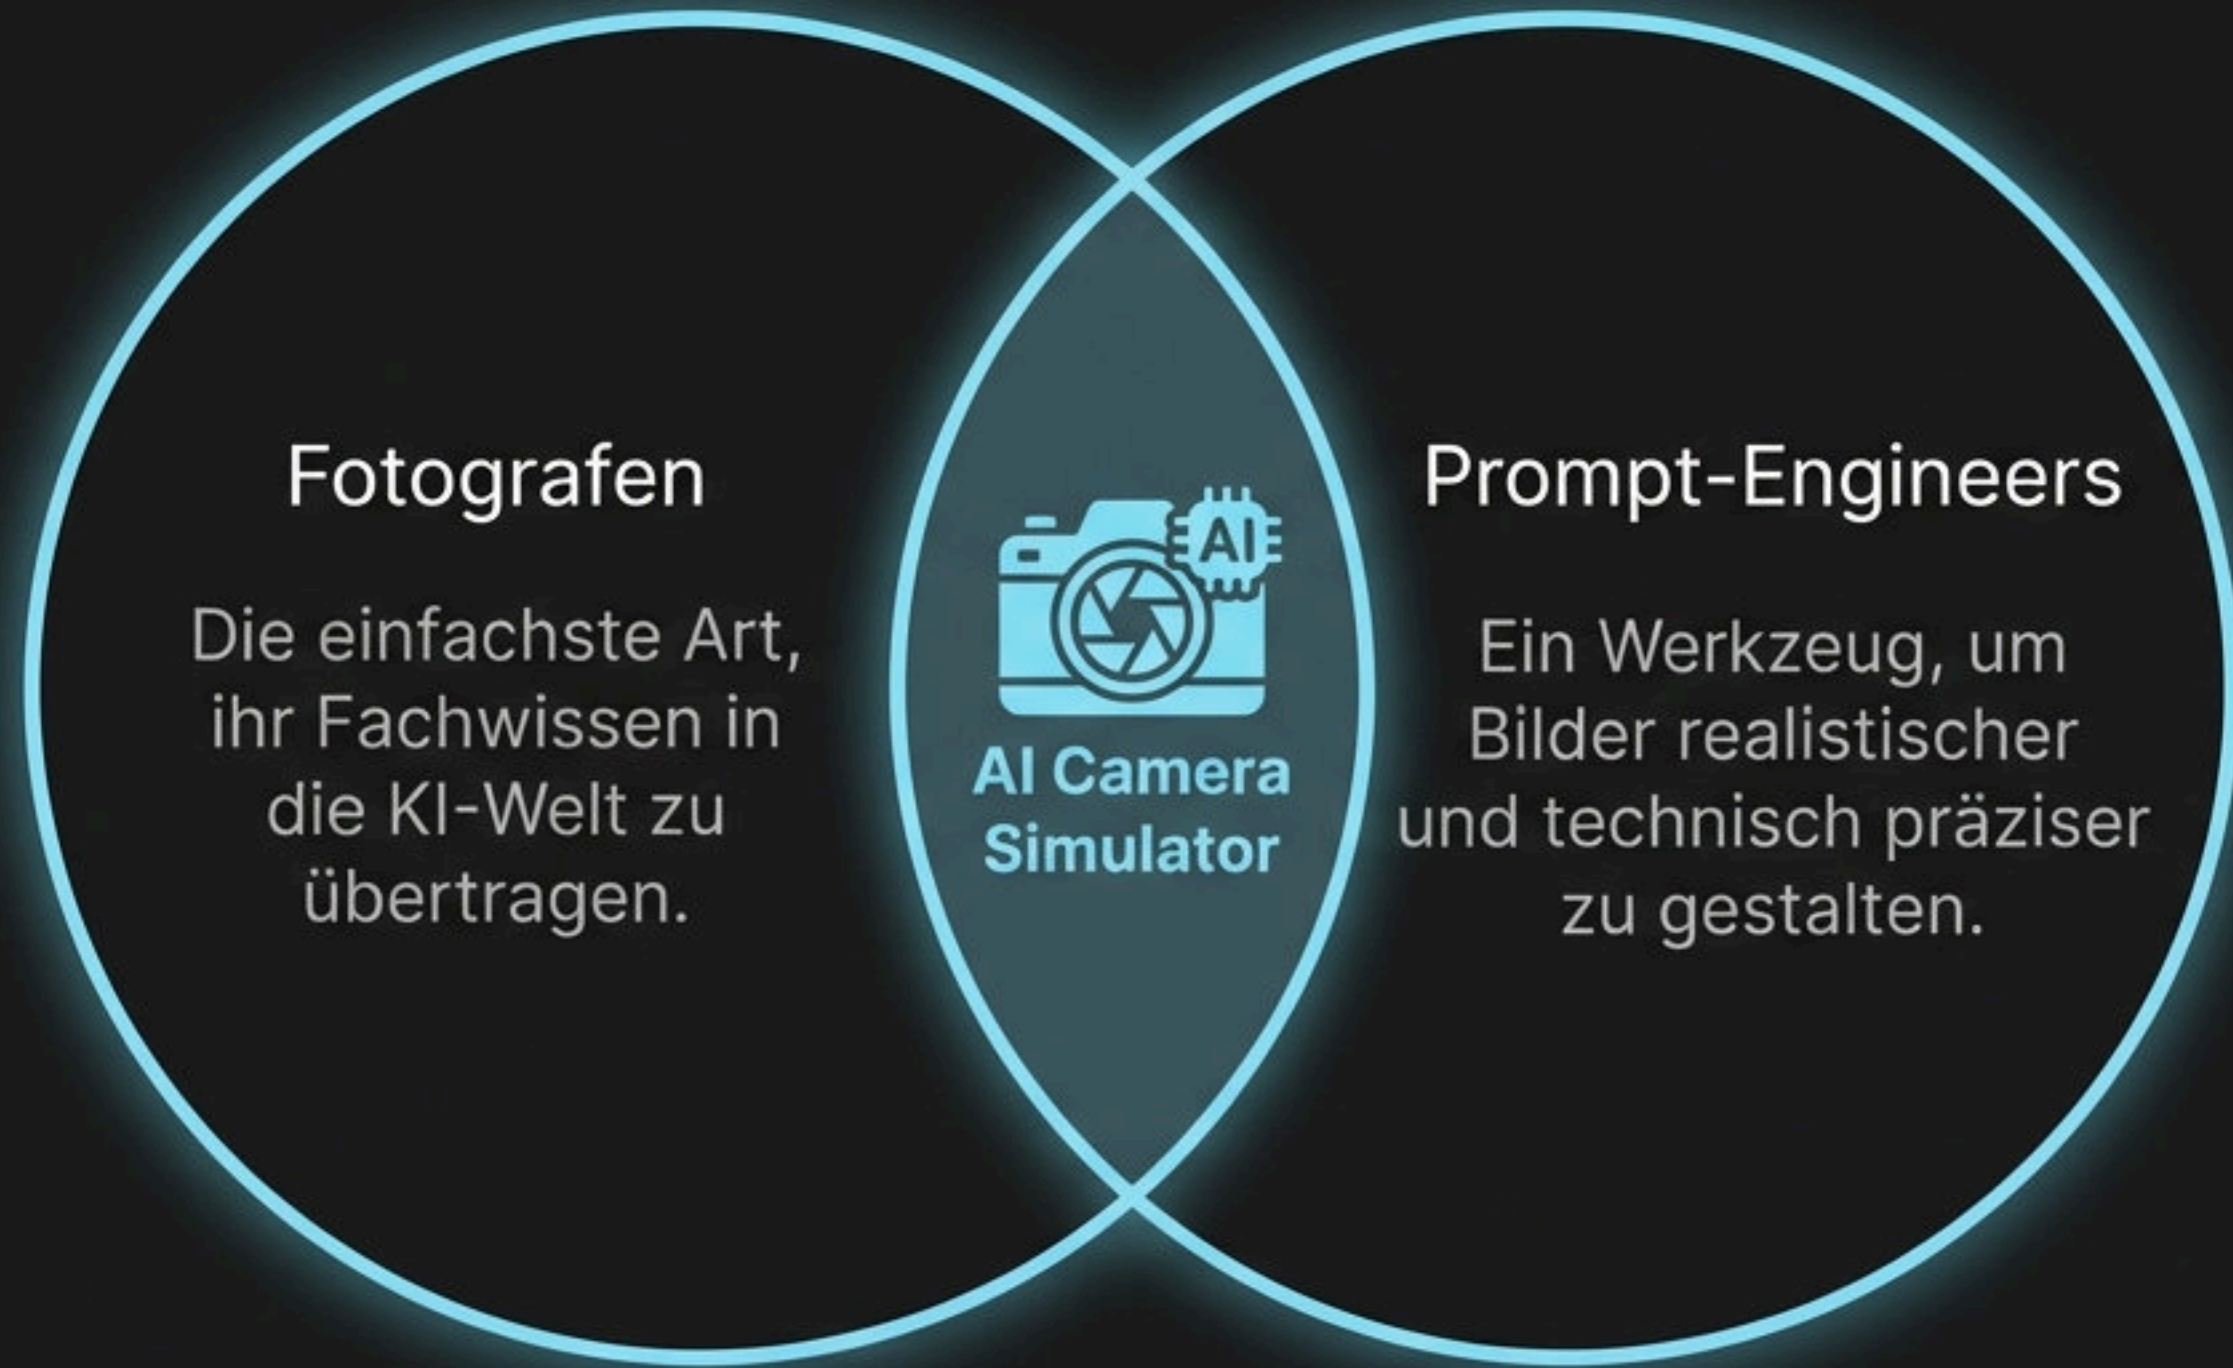 Fotografen
Die einfachste Art,
ihr Fachwissen in
die KI-Welt zu
übertragen.
AI
AI Camera
Simulator
Prompt-Engineers
Ein Werkzeug, um
Bilder realistischer
und technisch präziser
zu gestalten.